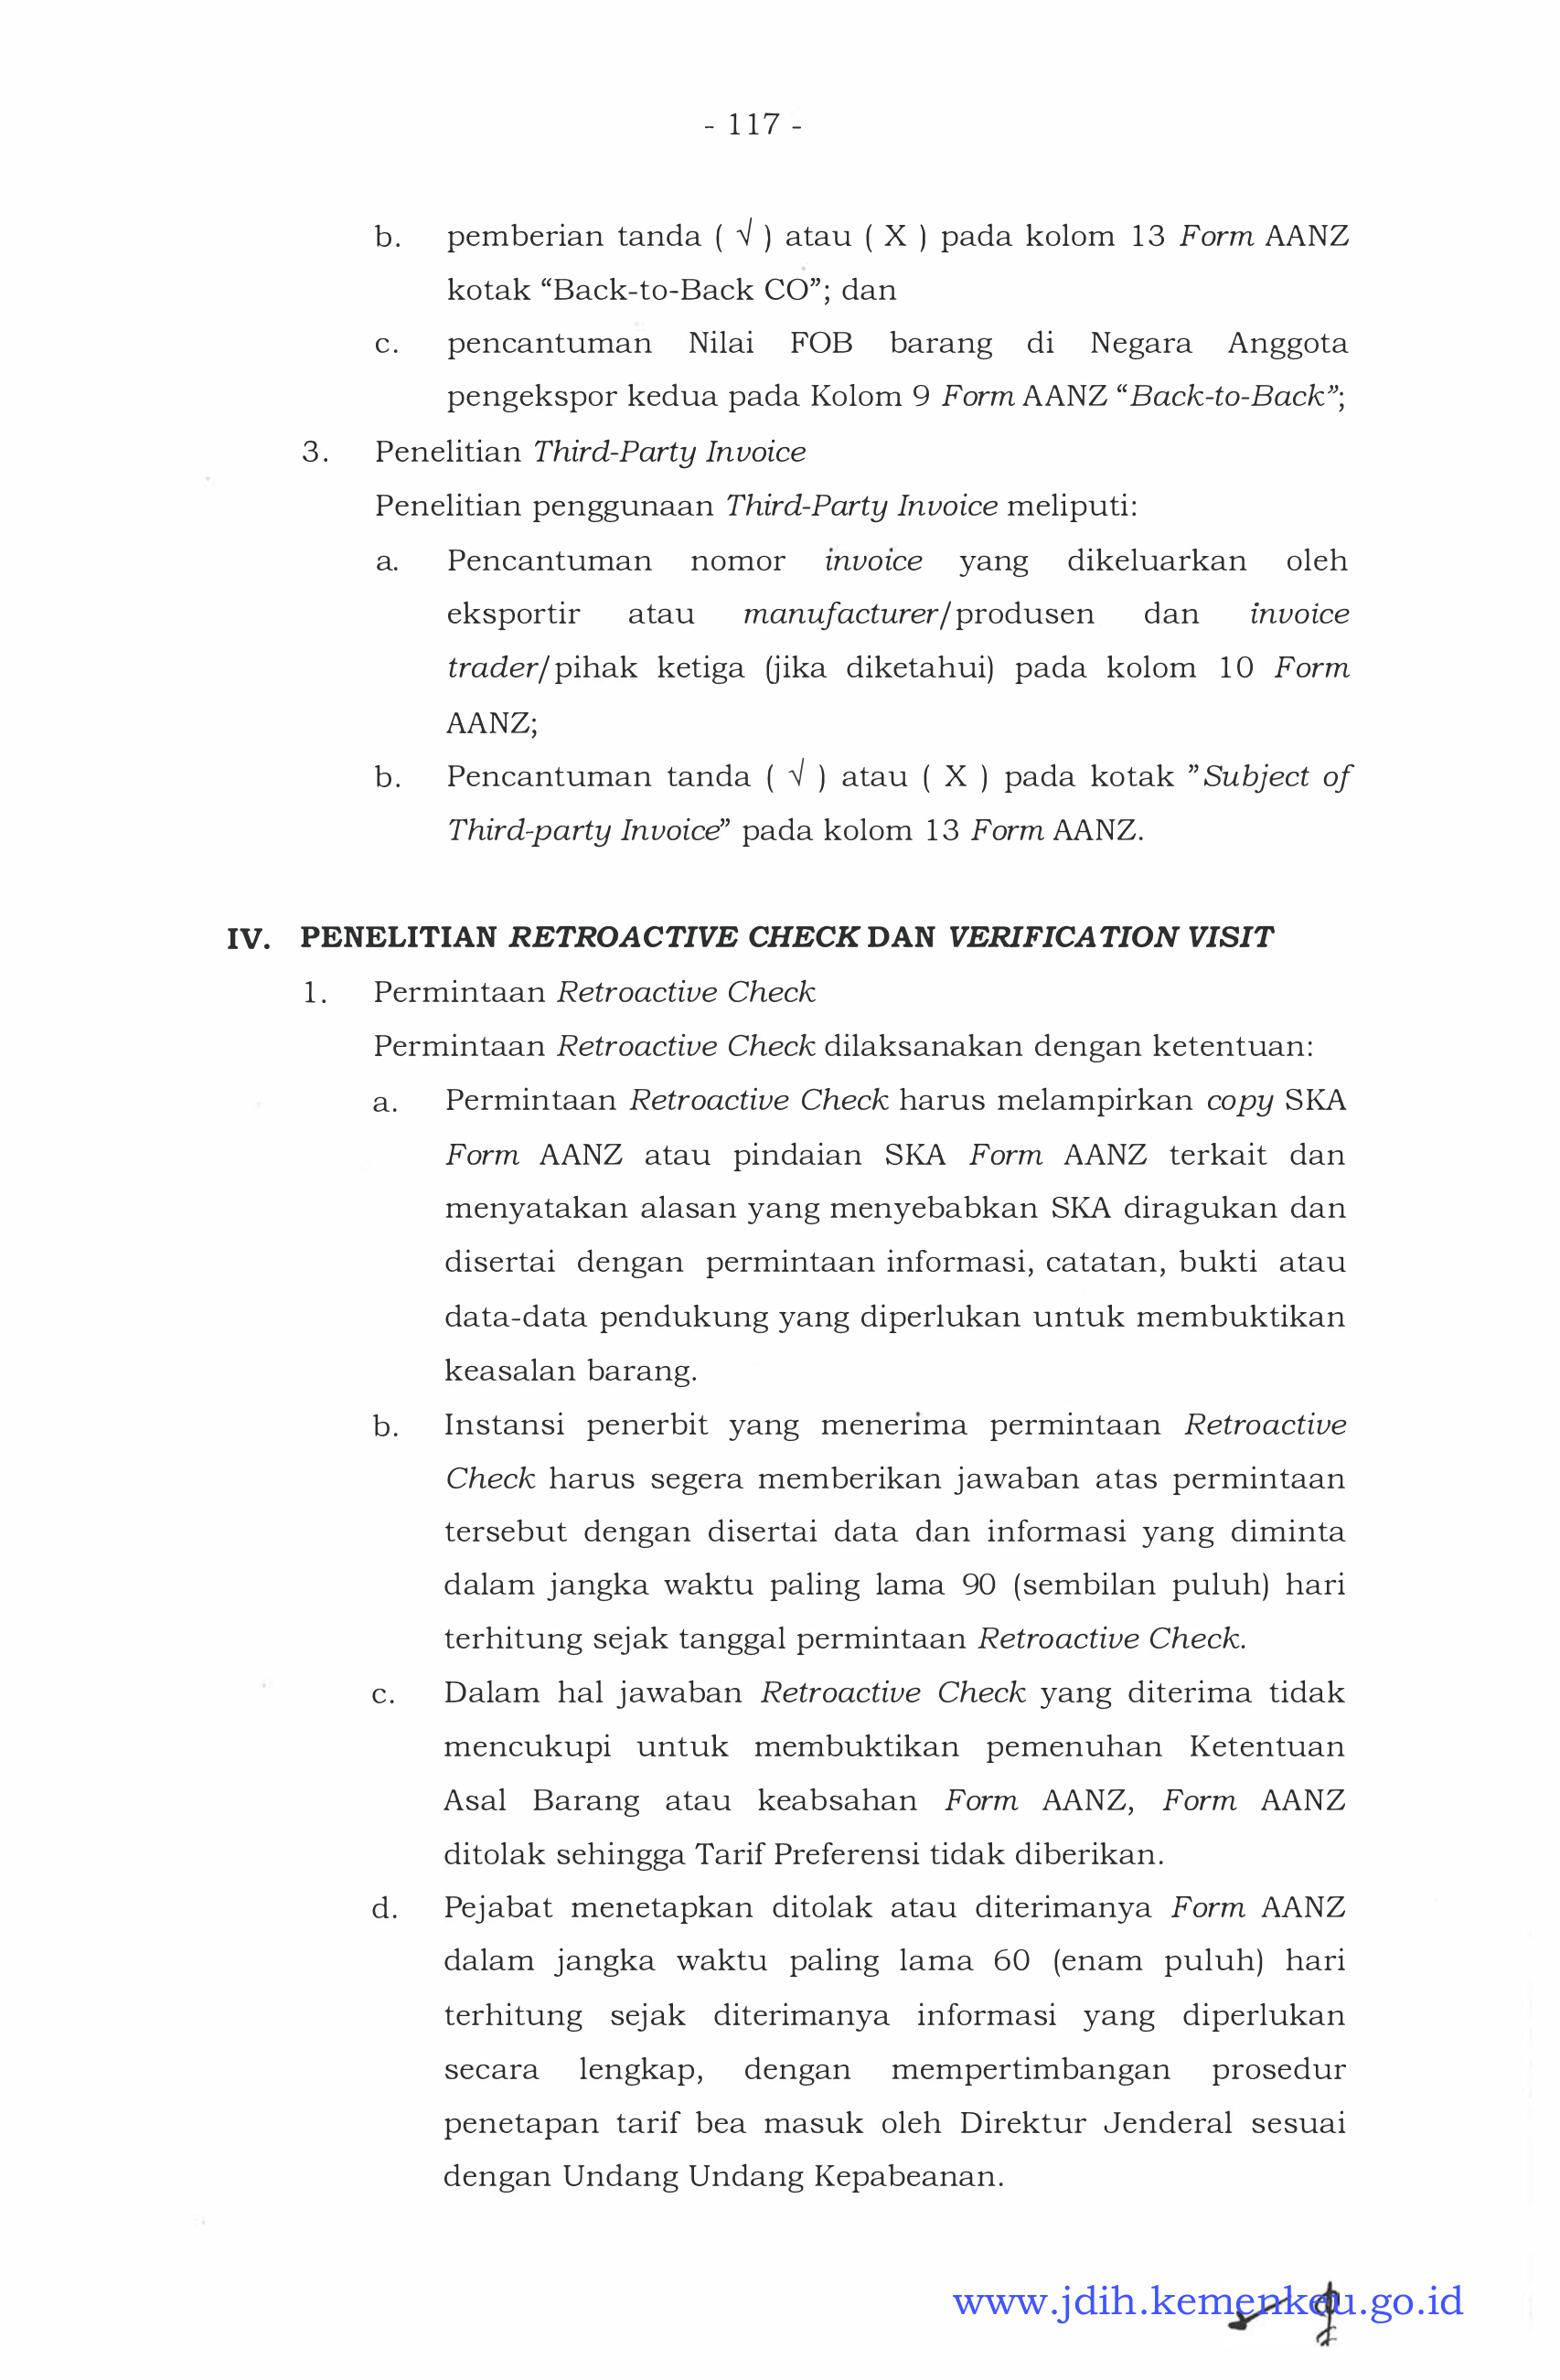 - 117 -
b. pemberian tanda ( √ ) atau ( X ) pada kolom 13 Form AANZ
kotak “Back-to-Back CO”; dan
c. pencantuman Nilai FOB barang di Negara Anggota
pengekspor kedua pada Kolom 9 Form AANZ “Back-to-Back”;
3. Penelitian Third-Party Invoice
Penelitian penggunaan Third-Party Invoice meliputi:
a. Pencantuman nomor invoice yang dikeluarkan oleh
eksportir atau manufacturer/produsen dan invoice
trader/pihak ketiga (jika diketahui) pada kolom 10 Form
AANZ;
b. Pencantuman tanda ( √ ) atau ( X ) pada kotak ”Subject of
Third-party Invoice” pada kolom 13 Form AANZ.
IV. PENELITIAN RETROACTIVE CHECK DAN VERIFICATION VISIT
1. Permintaan Retroactive Check
Permintaan Retroactive Check dilaksanakan dengan ketentuan:
a. Permintaan Retroactive Check harus melampirkan copy SKA
Form AANZ atau pindaian SKA Form AANZ terkait dan
menyatakan alasan yang menyebabkan SKA diragukan dan
disertai dengan permintaan informasi, catatan, bukti atau
data-data pendukung yang diperlukan untuk membuktikan
keasalan barang.
b. Instansi penerbit yang menerima permintaan Retroactive
Check harus segera memberikan jawaban atas permintaan
tersebut dengan disertai data dan informasi yang diminta
dalam jangka waktu paling lama 90 (sembilan puluh) hari
terhitung sejak tanggal permintaan Retroactive Check.
c. Dalam hal jawaban Retroactive Check yang diterima tidak
mencukupi untuk membuktikan pemenuhan Ketentuan
Asal Barang atau keabsahan Form AANZ, Form AANZ
ditolak sehingga Tarif Preferensi tidak diberikan.
d. Pejabat menetapkan ditolak atau diterimanya Form AANZ
dalam jangka waktu paling lama 60 (enam puluh) hari
terhitung sejak diterimanya informasi yang diperlukan
secara lengkap, dengan mempertimbangan prosedur
penetapan tarif bea masuk oleh Direktur Jenderal sesuai
dengan Undang Undang Kepabeanan.
www.jdih.kemenkeu.go.id